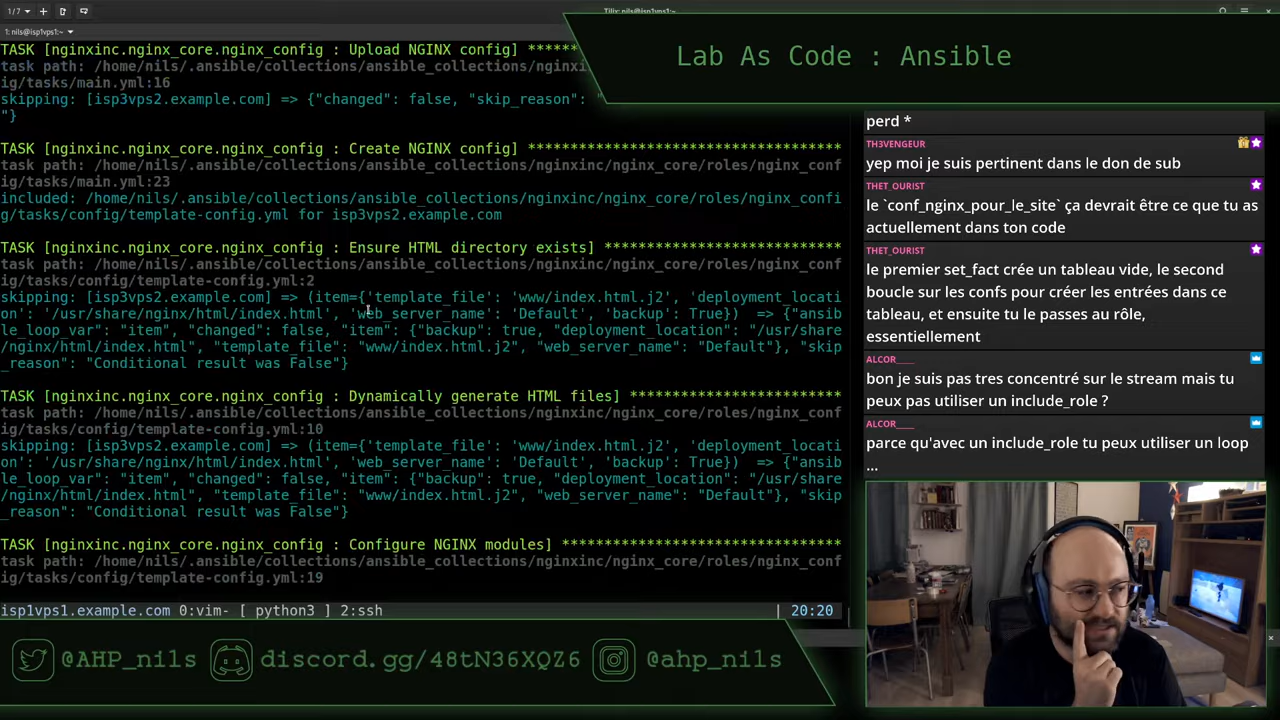 1/7
Tilix: nils@isp1vps1:~
1: nils@isp1vps1:~
Lab As Code : Ansible
TASK [nginxinc.nginx_core.nginx_config : Upload NGINX config] *****
task path: /home/nils/.ansible/collections/ansible_collections/nginxi
ig/tasks/main.yml:16
skipping: [isp3vps2.example.com] => {"changed": false, "skip_reason": "
"}
TASK [nginxinc.nginx_core.nginx_config : Create NGINX config] **************************************
task path: /home/nils/.ansible/collections/ansible_collections/nginxinc/nginx_core/roles/nginx_conf
ig/tasks/main.yml:23
included: /home/nils/.ansible/collections/ansible_collections/nginxinc/nginx_core/roles/nginx_confi
g/tasks/config/template-config.yml for isp3vps2.example.com
TASK [nginxinc.nginx_core.nginx_config : Ensure HTML directory exists] ****************************
task path: /home/nils/.ansible/collections/ansible_collections/nginxinc/nginx_core/roles/nginx_conf
ig/tasks/config/template-config.yml:2
skipping: [isp3vps2.example.com] => (item={'template_file': 'www/index.html.j2', 'deployment_locati
on': '/usr/share/nginx/html/index.html', 'web_server_name': 'Default', 'backup': True})  => {"ansib
le_loop_var": "item", "changed": false, "item": {"backup": true, "deployment_location": "/usr/share
/nginx/html/index.html", "template_file": "www/index.html.j2", "web_server_name": "Default"}, "skip
_reason": "Conditional result was False"}
TASK [nginxinc.nginx_core.nginx_config : Dynamically generate HTML files] *************************
task path: /home/nils/.ansible/collections/ansible_collections/nginxinc/nginx_core/roles/nginx_conf
ig/tasks/config/template-config.yml:10
skipping: [isp3vps2.example.com] => (item={'template_file': 'www/index.html.j2', 'deployment_locati
on': '/usr/share/nginx/html/index.html', 'web_server_name': 'Default', 'backup': True})  => {"ansib
le_loop_var": "item", "changed": false, "item": {"backup": true, "deployment_location": "/usr/share
/nginx/html/index.html", "template_file": "www/index.html.j2", "web_server_name": "Default"}, "skip
_reason": "Conditional result was False"}
TASK [nginxinc.nginx_core.nginx_config : Configure NGINX modules] *********************************
task path: /home/nils/.ansible/collections/ansible_collections/nginxinc/nginx_core/roles/nginx_conf
ig/tasks/config/template-config.yml:19
isp1vps1.example.com 0:vim- [ python3 ] 2:ssh | 20:20
perd *
TH3VENGEUR
yep moi je suis pertinent dans le don de sub
THET_OURIST
le `conf_nginx_pour_le_site` ça devrait être ce que tu as
actuellement dans ton code
THET_OURIST
le premier set_fact crée un tableau vide, le second
boucle sur les confs pour créer les entrées dans ce
tableau, et ensuite tu le passes au rôle,
essentiellement
ALCOR____
bon je suis pas tres concentré sur le stream mais tu
peux pas utiliser un include_role ?
ALCOR____
parce qu'avec un include_role tu peux utiliser un loop
...
@AHP_nils
discord.gg/48tN36XQZ6
@ahp_nils